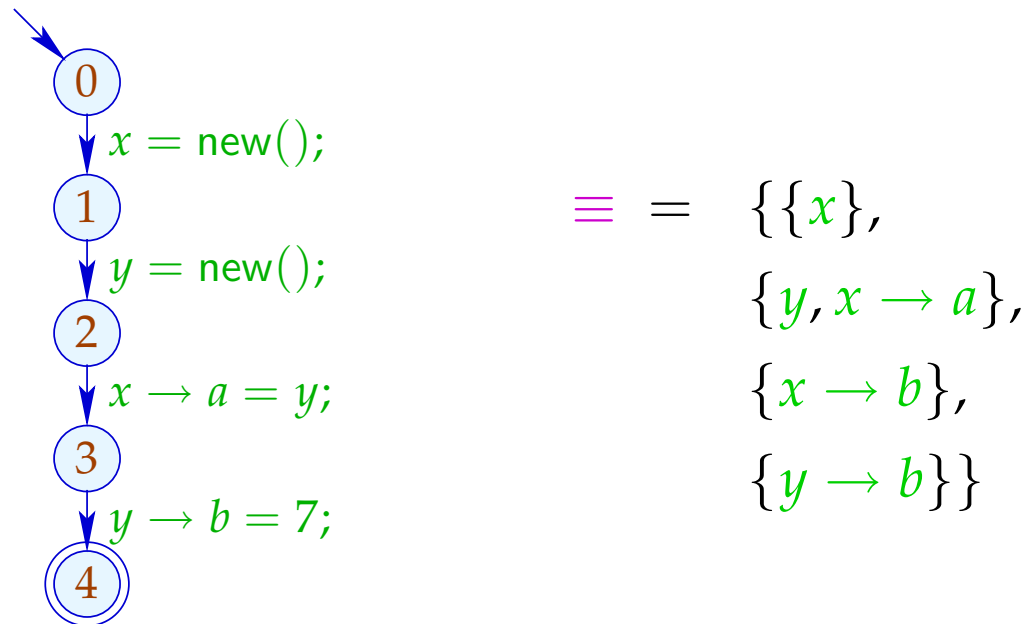 0
x = new();
1
y = new();
2
x → a = y;
3
y → b = 7;
4
≡ = {{x},
{y, x → a},
{x → b},
{y → b}}